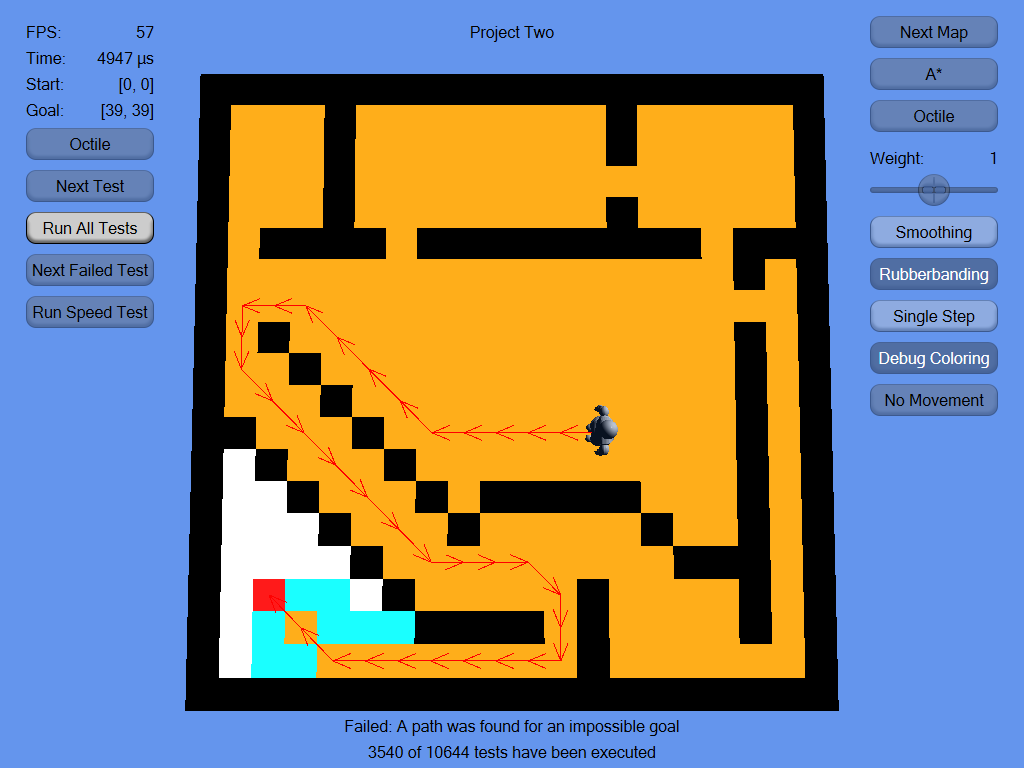 Project Two
FPS: 57
Time: 4947 µs
Start: [0, 0]
Goal: [39, 39]
Octile
Next Test
Run All Tests
Next Failed Test
Run Speed Test
Next Map
A*
Octile
Weight: 1
Smoothing
Rubberbanding
Single Step
Debug Coloring
No Movement
Failed: A path was found for an impossible goal
3540 of 10644 tests have been executed